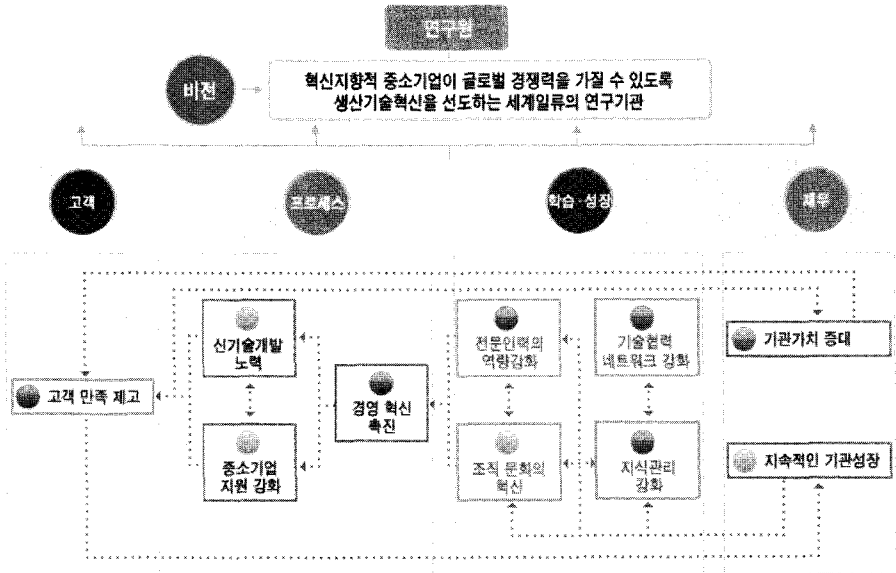 연구원
비전
혁신지향적 중소기업이 글로벌 경쟁력을 가질 수 있도록
생산기술혁신을 선도하는 세계일류의 연구기관
고객
프로세스
학습·성장
재무
신기술개발
노력
전문인력의
역량강화
기술협력
네트워크 강화
기관가치 증대
고객 만족 제고
경영 혁신
촉진
중소기업
지원 강화
조직 문화의
혁신
지식관리
강화
지속적인 기관성장